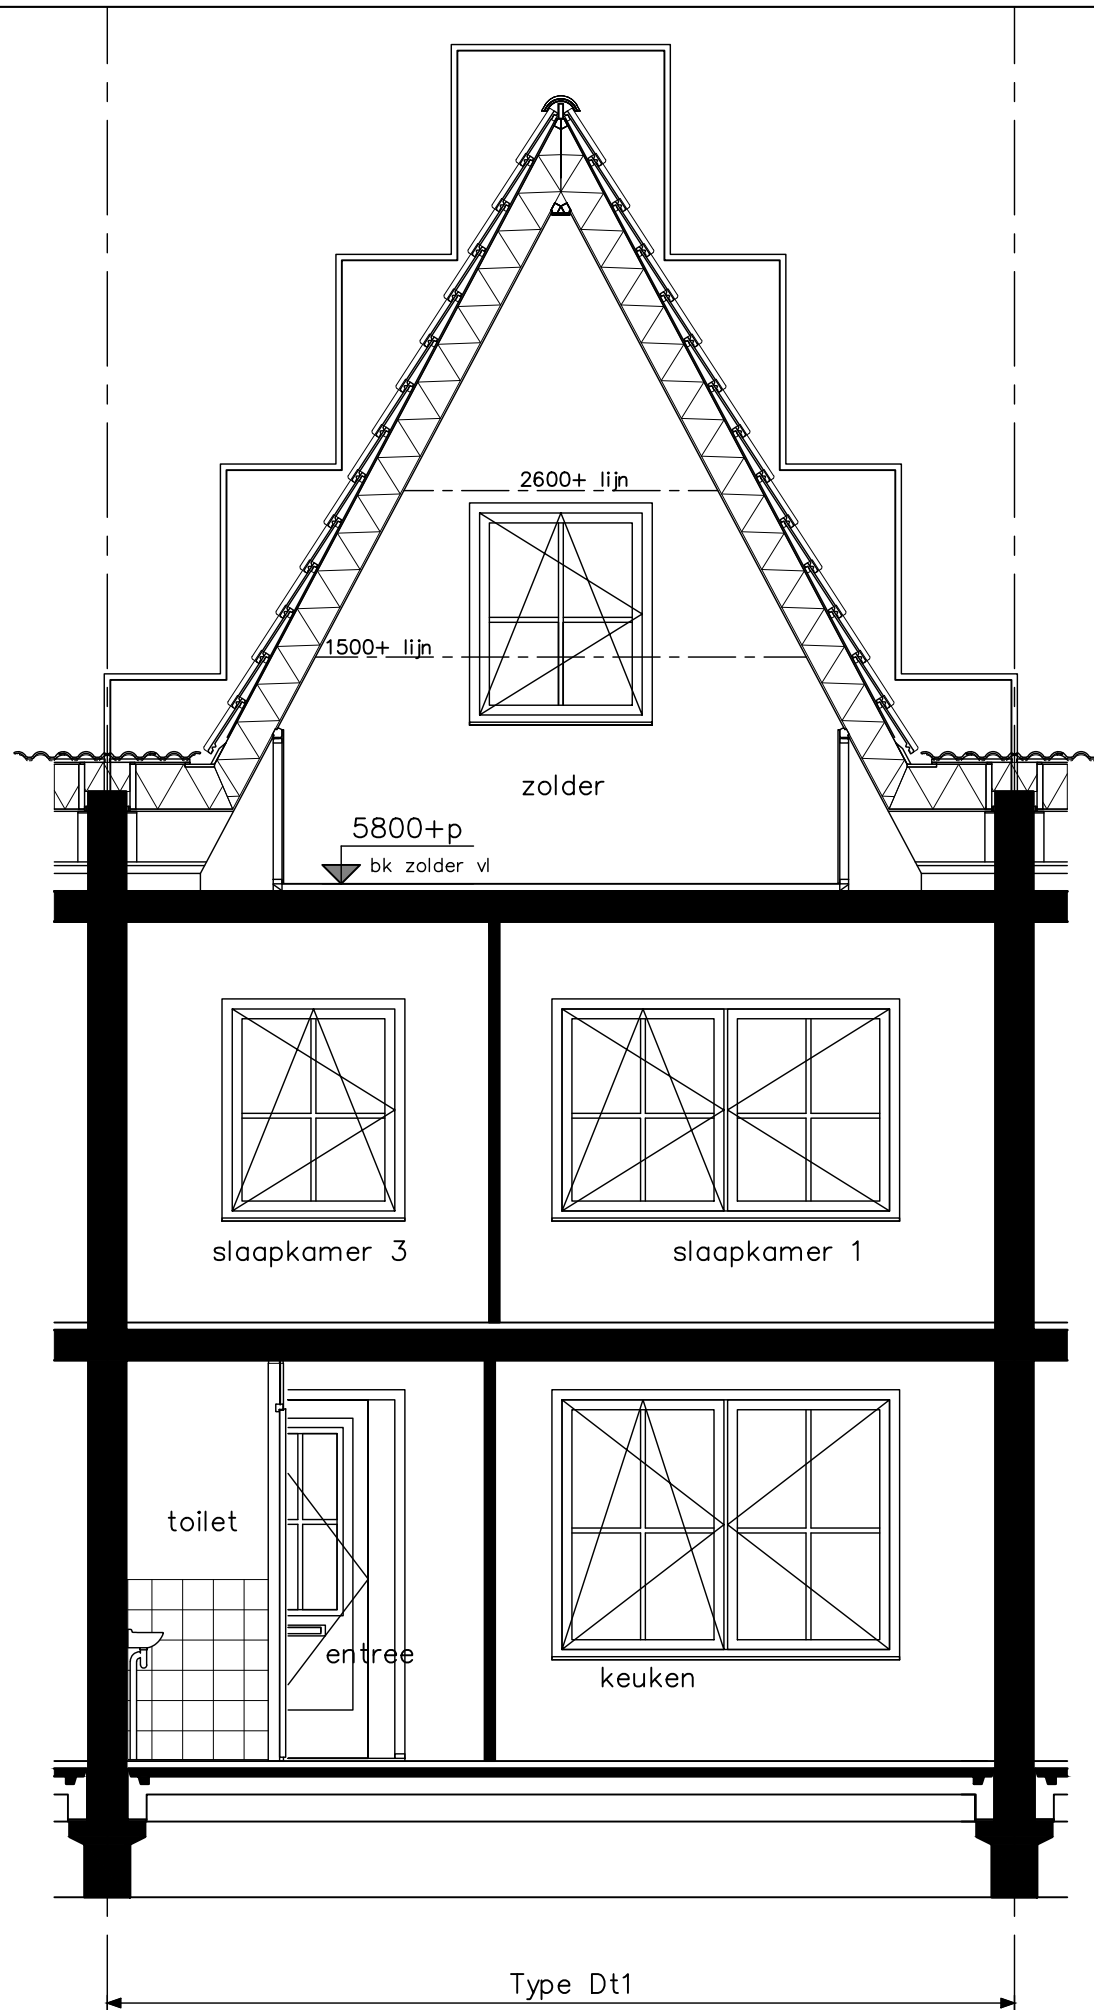 2600+ lijn
1500+ lijn
zolder
5800+p
bk zolder vl
slaapkamer 3
slaapkamer 1
toilet
entree
keuken
Type Dt1